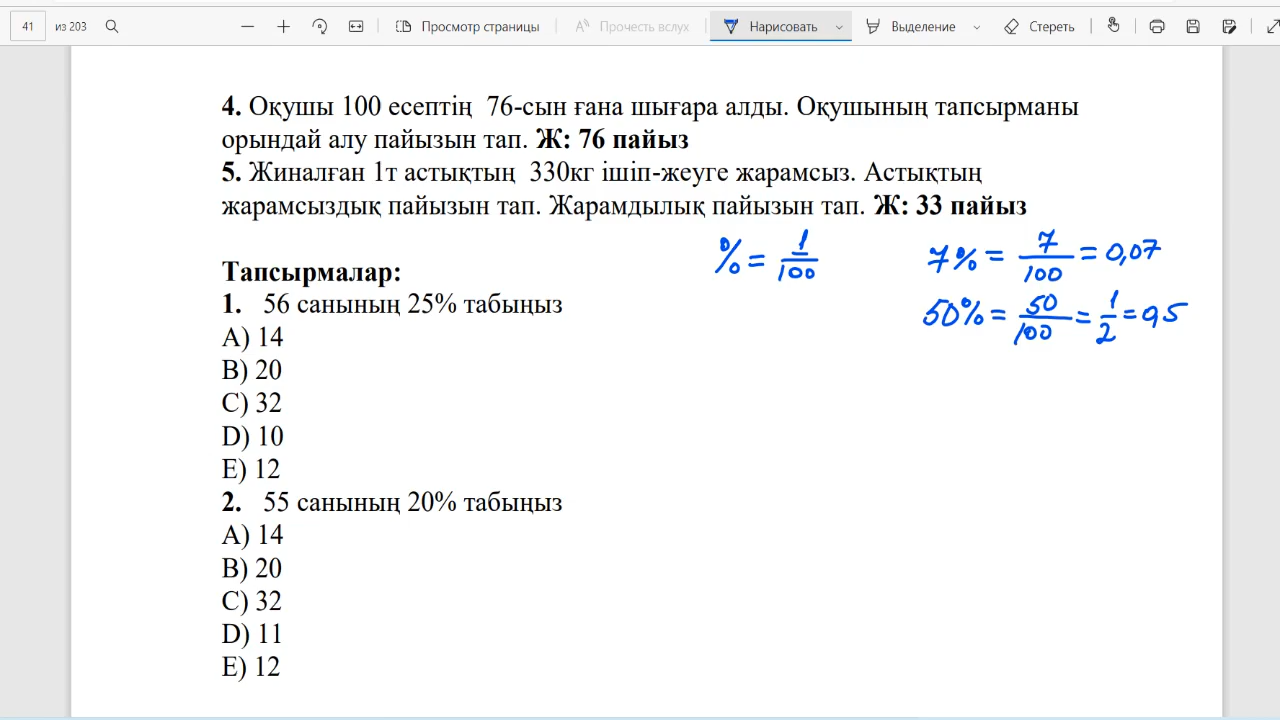 41 из 203 Просмотр страницы Прочесть вслух Нарисовать Выделение Стереть
4. Оқушы 100 есептің 76-сын ғана шығара алды. Оқушының тапсырманы
орындай алу пайызын тап. Ж: 76 пайыз
5. Жиналған 1т астықтың 330кг ішіп-жеуге жарамсыз. Астықтың
жарамсыздық пайызын тап. Жарамдылық пайызын тап. Ж: 33 пайыз
% = 1/100
7% = 7/100 = 0,07
Тапсырмалар:
1. 56 санының 25% табыңыз
50% = 50/100 = 1/2 = 0,5
A) 14
B) 20
C) 32
D) 10
E) 12
2. 55 санының 20% табыңыз
A) 14
B) 20
C) 32
D) 11
E) 12